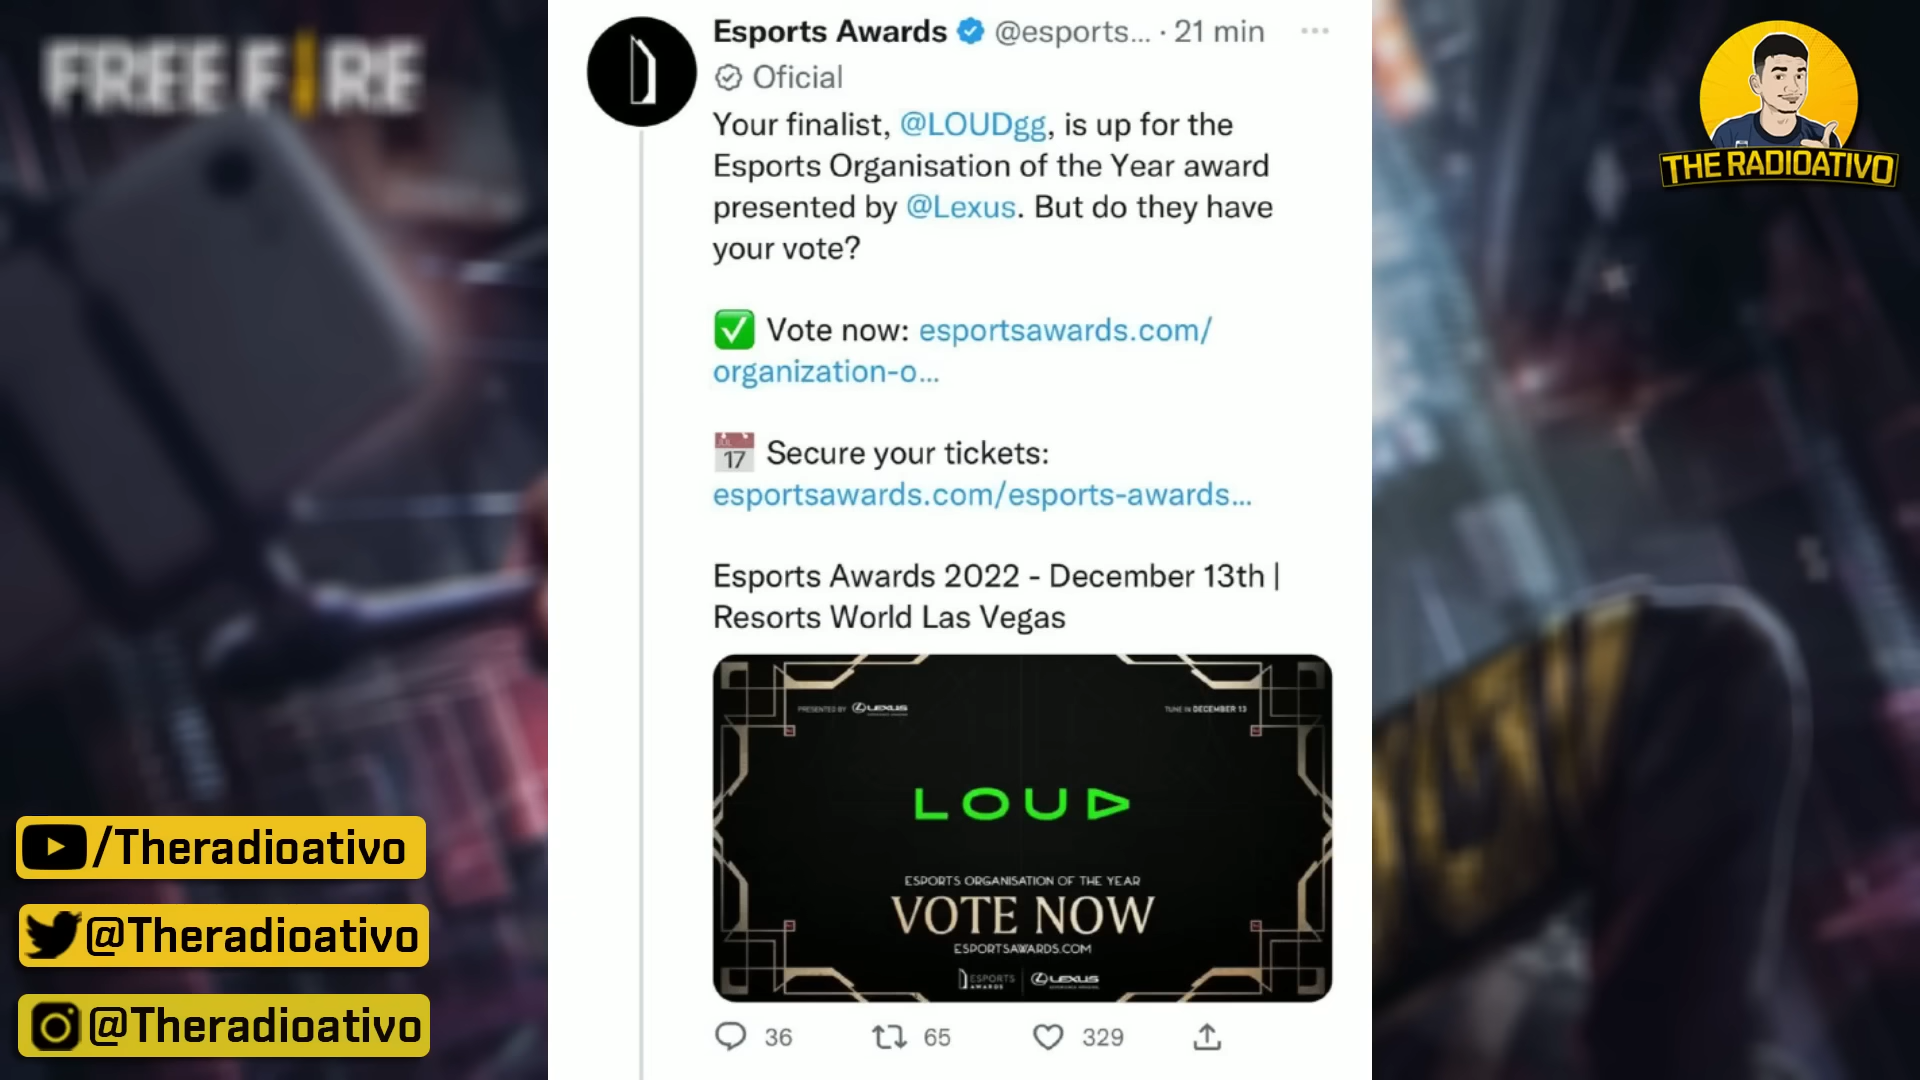 FREE FIRE
THE RADIOATIVO
Esports Awards @esports... · 21 min
Oficial
Your finalist, @LOUDgg, is up for the
Esports Organisation of the Year award
presented by @Lexus. But do they have
your vote?
✅ Vote now: esportsawards.com/
organization-o...
JUL 17 Secure your tickets:
esportsawards.com/esports-awards...
Esports Awards 2022 - December 13th |
Resorts World Las Vegas
PRESENTED BY LEXUS
TUNE IN DECEMBER 13
LOUD
ESPORTS ORGANISATION OF THE YEAR
VOTE NOW
ESPORTSAWARDS.COM
ESPORTS AWARDS | LEXUS
36 65 329
/Theradioativo
@Theradioativo
@Theradioativo